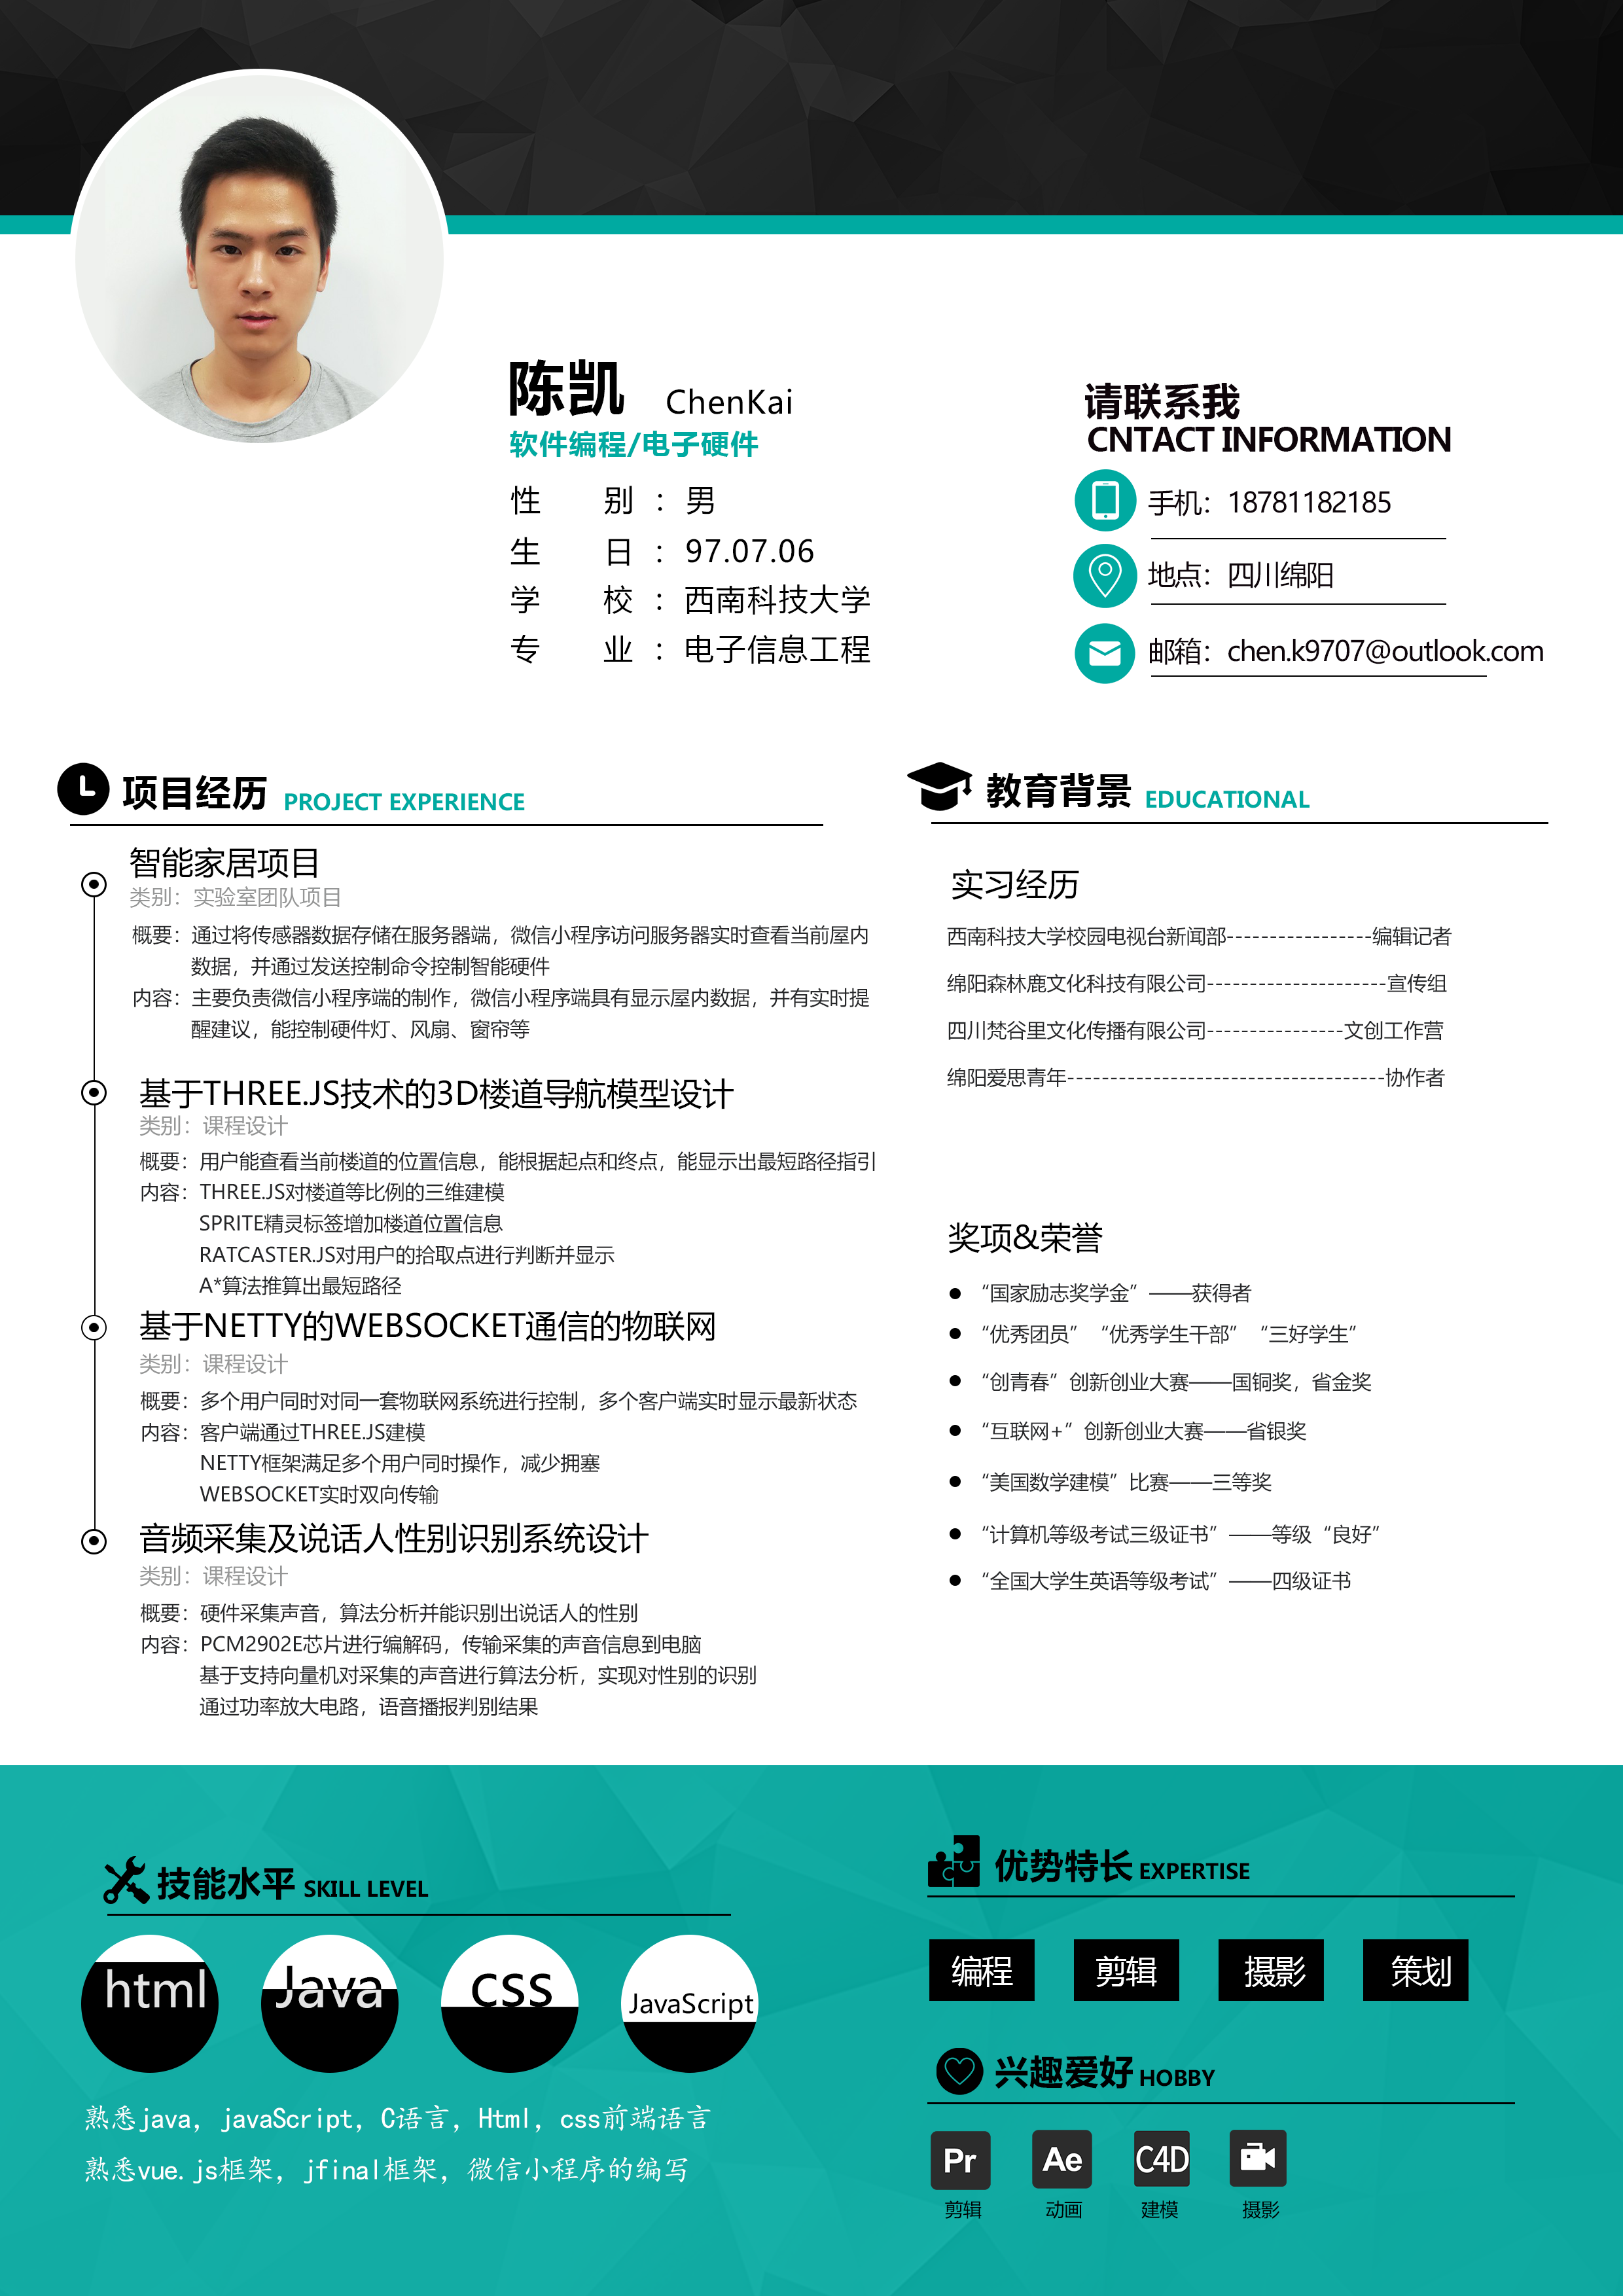 陈凯 ChenKai
软件编程/电子硬件
性 别 : 男
生 日 : 97.07.06
学 校 : 西南科技大学
专 业 : 电子信息工程
请联系我
CNTACT INFORMATION
手机：18781182185
地点：四川绵阳
邮箱：chen.k9707@outlook.com
项目经历 PROJECT EXPERIENCE
智能家居项目
类别：实验室团队项目
概要：通过将传感器数据存储在服务器端，微信小程序访问服务器实时查看当前屋内
数据，并通过发送控制命令控制智能硬件
内容：主要负责微信小程序端的制作，微信小程序端具有显示屋内数据，并有实时提
醒建议，能控制硬件灯、风扇、窗帘等
基于THREE.JS技术的3D楼道导航模型设计
类别：课程设计
概要：用户能查看当前楼道的位置信息，能根据起点和终点，能显示出最短路径指引
内容：THREE.JS对楼道等比例的三维建模
SPRITE精灵标签增加楼道位置信息
RATCASTER.JS对用户的拾取点进行判断并显示
A*算法推算出最短路径
基于NETTY的WEBSOCKET通信的物联网
类别：课程设计
概要：多个用户同时对同一套物联网系统进行控制，多个客户端实时显示最新状态
内容：客户端通过THREE.JS建模
NETTY框架满足多个用户同时操作，减少拥塞
WEBSOCKET实时双向传输
音频采集及说话人性别识别系统设计
类别：课程设计
概要：硬件采集声音，算法分析并能识别出说话人的性别
内容：PCM2902E芯片进行编解码，传输采集的声音信息到电脑
基于支持向量机对采集的声音进行算法分析，实现对性别的识别
通过功率放大电路，语音播报判别结果
教育背景 EDUCATIONAL
实习经历
西南科技大学校园电视台新闻部-----------------编辑记者
绵阳森林鹿文化科技有限公司---------------------宣传组
四川梵谷里文化传播有限公司----------------文创工作营
绵阳爱思青年-------------------------------------协作者
奖项&荣誉
● “国家励志奖学金”——获得者
● “优秀团员” “优秀学生干部” “三好学生”
● “创青春”创新创业大赛——国铜奖，省金奖
● “互联网+”创新创业大赛——省银奖
● “美国数学建模”比赛——三等奖
● “计算机等级考试三级证书”——等级“良好”
● “全国大学生英语等级考试”——四级证书
技能水平 SKILL LEVEL
html Java css JavaScript
熟悉java，javaScript，C语言，Html，css前端语言
熟悉vue.js框架，jfinal框架，微信小程序的编写
优势特长 EXPERTISE
编程 剪辑 摄影 策划
兴趣爱好 HOBBY
Pr Ae C4D
剪辑 动画 建模 摄影